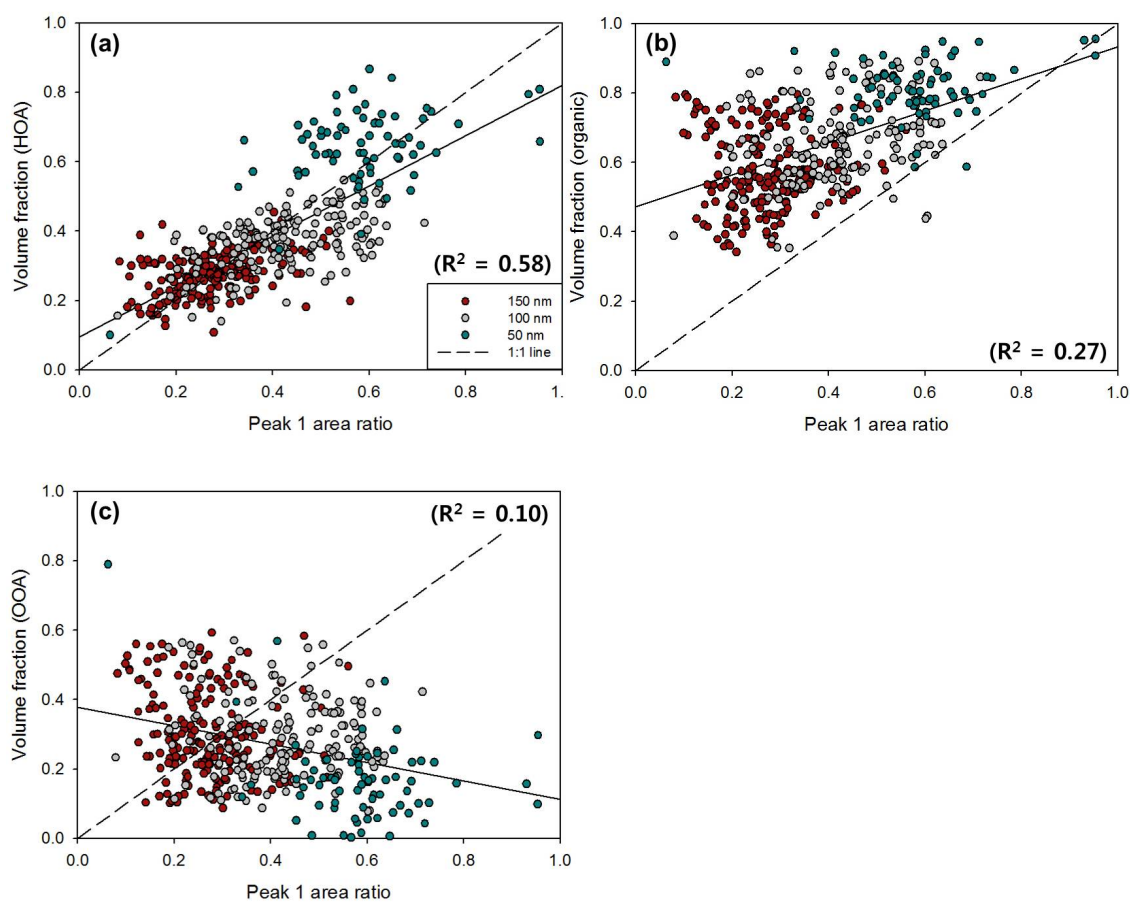 (a)
1.0
0.8
0.6
0.4
0.2
0.0
Volume fraction (HOA)
(R² = 0.58)
150 nm
100 nm
50 nm
1:1 line
0.0 0.2 0.4 0.6 0.8 1.
Peak 1 area ratio
(b)
1.0
0.8
0.6
0.4
0.2
0.0
Volume fraction (organic)
(R² = 0.27)
0.0 0.2 0.4 0.6 0.8 1.0
Peak 1 area ratio
(c)
1.0
0.8
0.6
0.4
0.2
0.0
Volume fraction (OOA)
(R² = 0.10)
0.0 0.2 0.4 0.6 0.8 1.0
Peak 1 area ratio